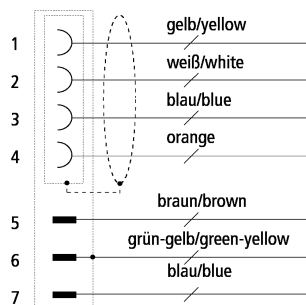 1 gelb/yellow
2 weiß/white
3 blau/blue
4 orange
5 braun/brown
6 grün-gelb/green-yellow
7 blau/blue